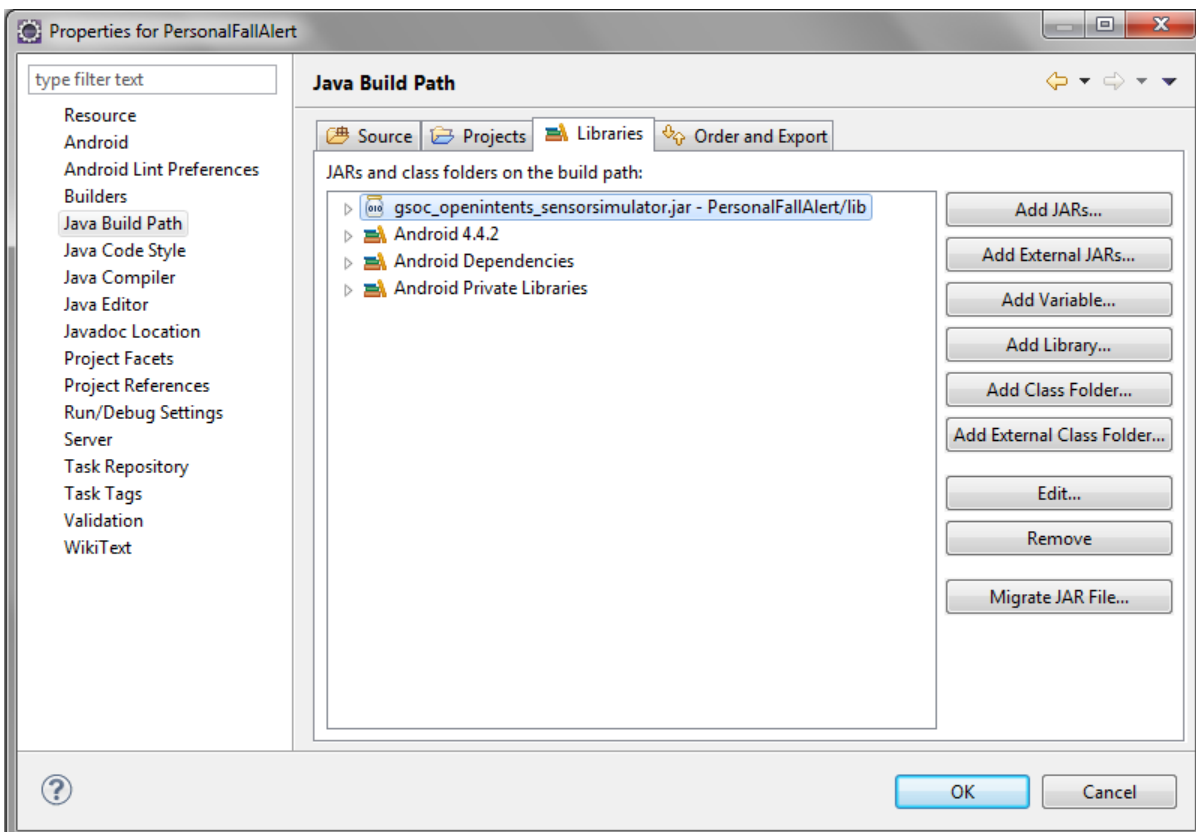 Properties for PersonalFallAlert
type filter text
Resource
Android
Android Lint Preferences
Builders
Java Build Path
Java Code Style
Java Compiler
Java Editor
Javadoc Location
Project Facets
Project References
Run/Debug Settings
Server
Task Repository
Task Tags
Validation
WikiText
Java Build Path
Source Projects Libraries Order and Export
JARs and class folders on the build path:
gsoc_openintents_sensorsimulator.jar - PersonalFallAlert/lib
Android 4.4.2
Android Dependencies
Android Private Libraries
Add JARs...
Add External JARs...
Add Variable...
Add Library...
Add Class Folder...
Add External Class Folder...
Edit...
Remove
Migrate JAR File...
OK Cancel